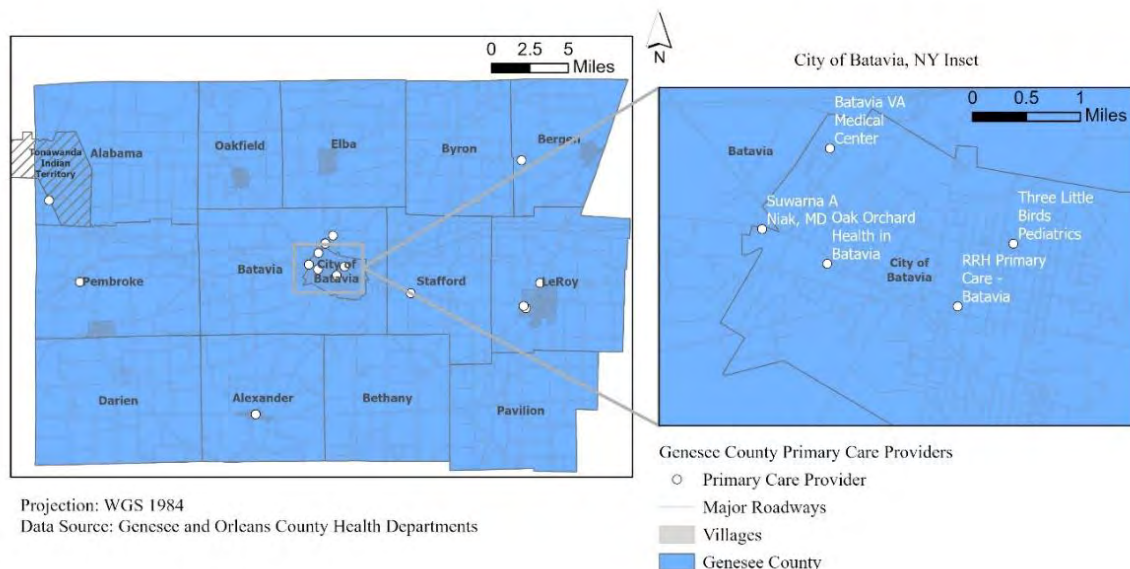 0 2.5 5
Miles
N
City of Batavia, NY Inset
Tonawanda
Indian
Territory
Alabama
Oakfield
Elba
Byron
Bergen
Pembroke
Batavia
City of
Batavia
Stafford
LeRoy
Darien
Alexander
Bethany
Pavilion
0 0.5 1
Miles
Batavia VA
Medical
Center
Batavia
Suwarna A
Niak, MD
Oak Orchard
Health in
Batavia
Three Little
Birds
Pediatrics
City of
Batavia
RRH Primary
Care -
Batavia
Projection: WGS 1984
Data Source: Genesee and Orleans County Health Departments
Genesee County Primary Care Providers
Primary Care Provider
Major Roadways
Villages
Genesee County